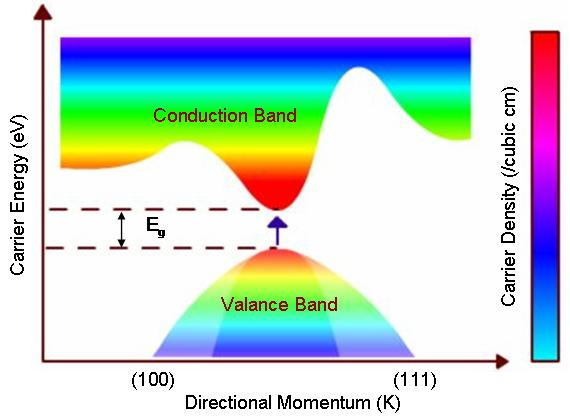 Carrier Energy (eV)
Conduction Band
Eg
Valance Band
(100)
(111)
Directional Momentum (K)
Carrier Density (/cubic cm)